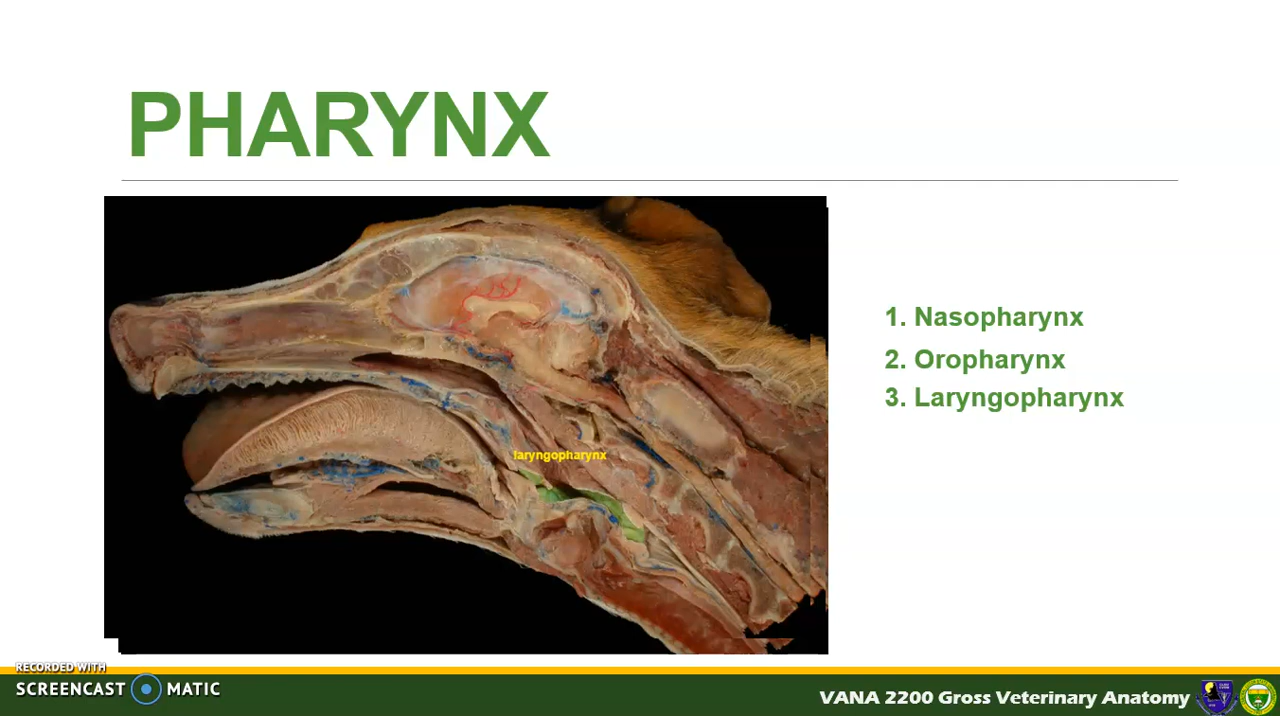 PHARYNX
1. Nasopharynx
2. Oropharynx
3. Laryngopharynx
laryngopharynx
RECORDED WITH
SCREENCAST MATIC
VANA 2200 Gross Veterinary Anatomy